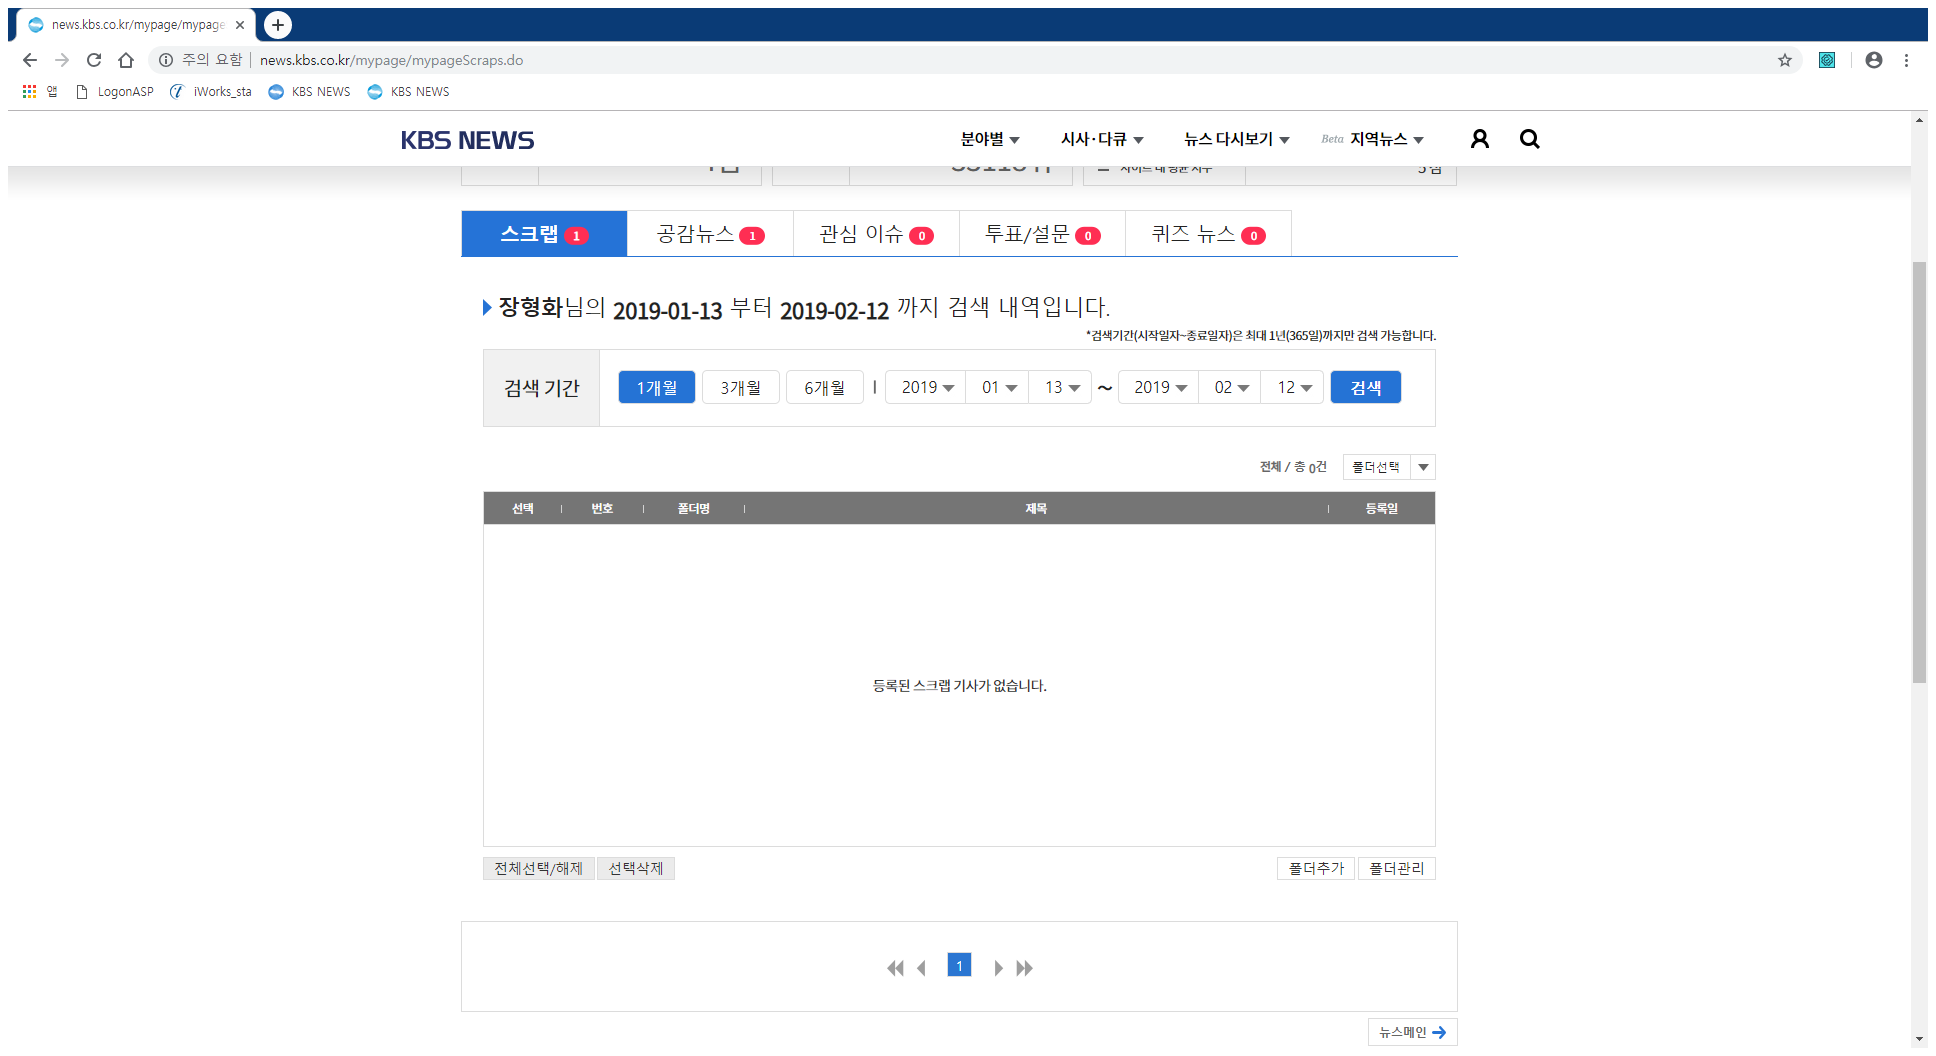 news.kbs.co.kr/mypage/mypage
주의 요함 | news.kbs.co.kr/mypage/mypageScraps.do
앱 LogonASP iWorks_sta KBS NEWS KBS NEWS
KBS NEWS 분야별 시사·다큐 뉴스 다시보기 Beta 지역뉴스
스크랩 1 공감뉴스 1 관심 이슈 0 투표/설문 0 퀴즈 뉴스 0
장형화님의 2019-01-13 부터 2019-02-12 까지 검색 내역입니다.
*검색기간(시작일자~종료일자)은 최대 1년(365일)까지만 검색 가능합니다.
검색 기간 1개월 3개월 6개월 | 2019 01 13 ~ 2019 02 12 검색
전체 / 총 0건 폴더선택
선택 번호 폴더명 제목 등록일
등록된 스크랩 기사가 없습니다.
전체선택/해제 선택삭제 폴더추가 폴더관리
1
뉴스메인